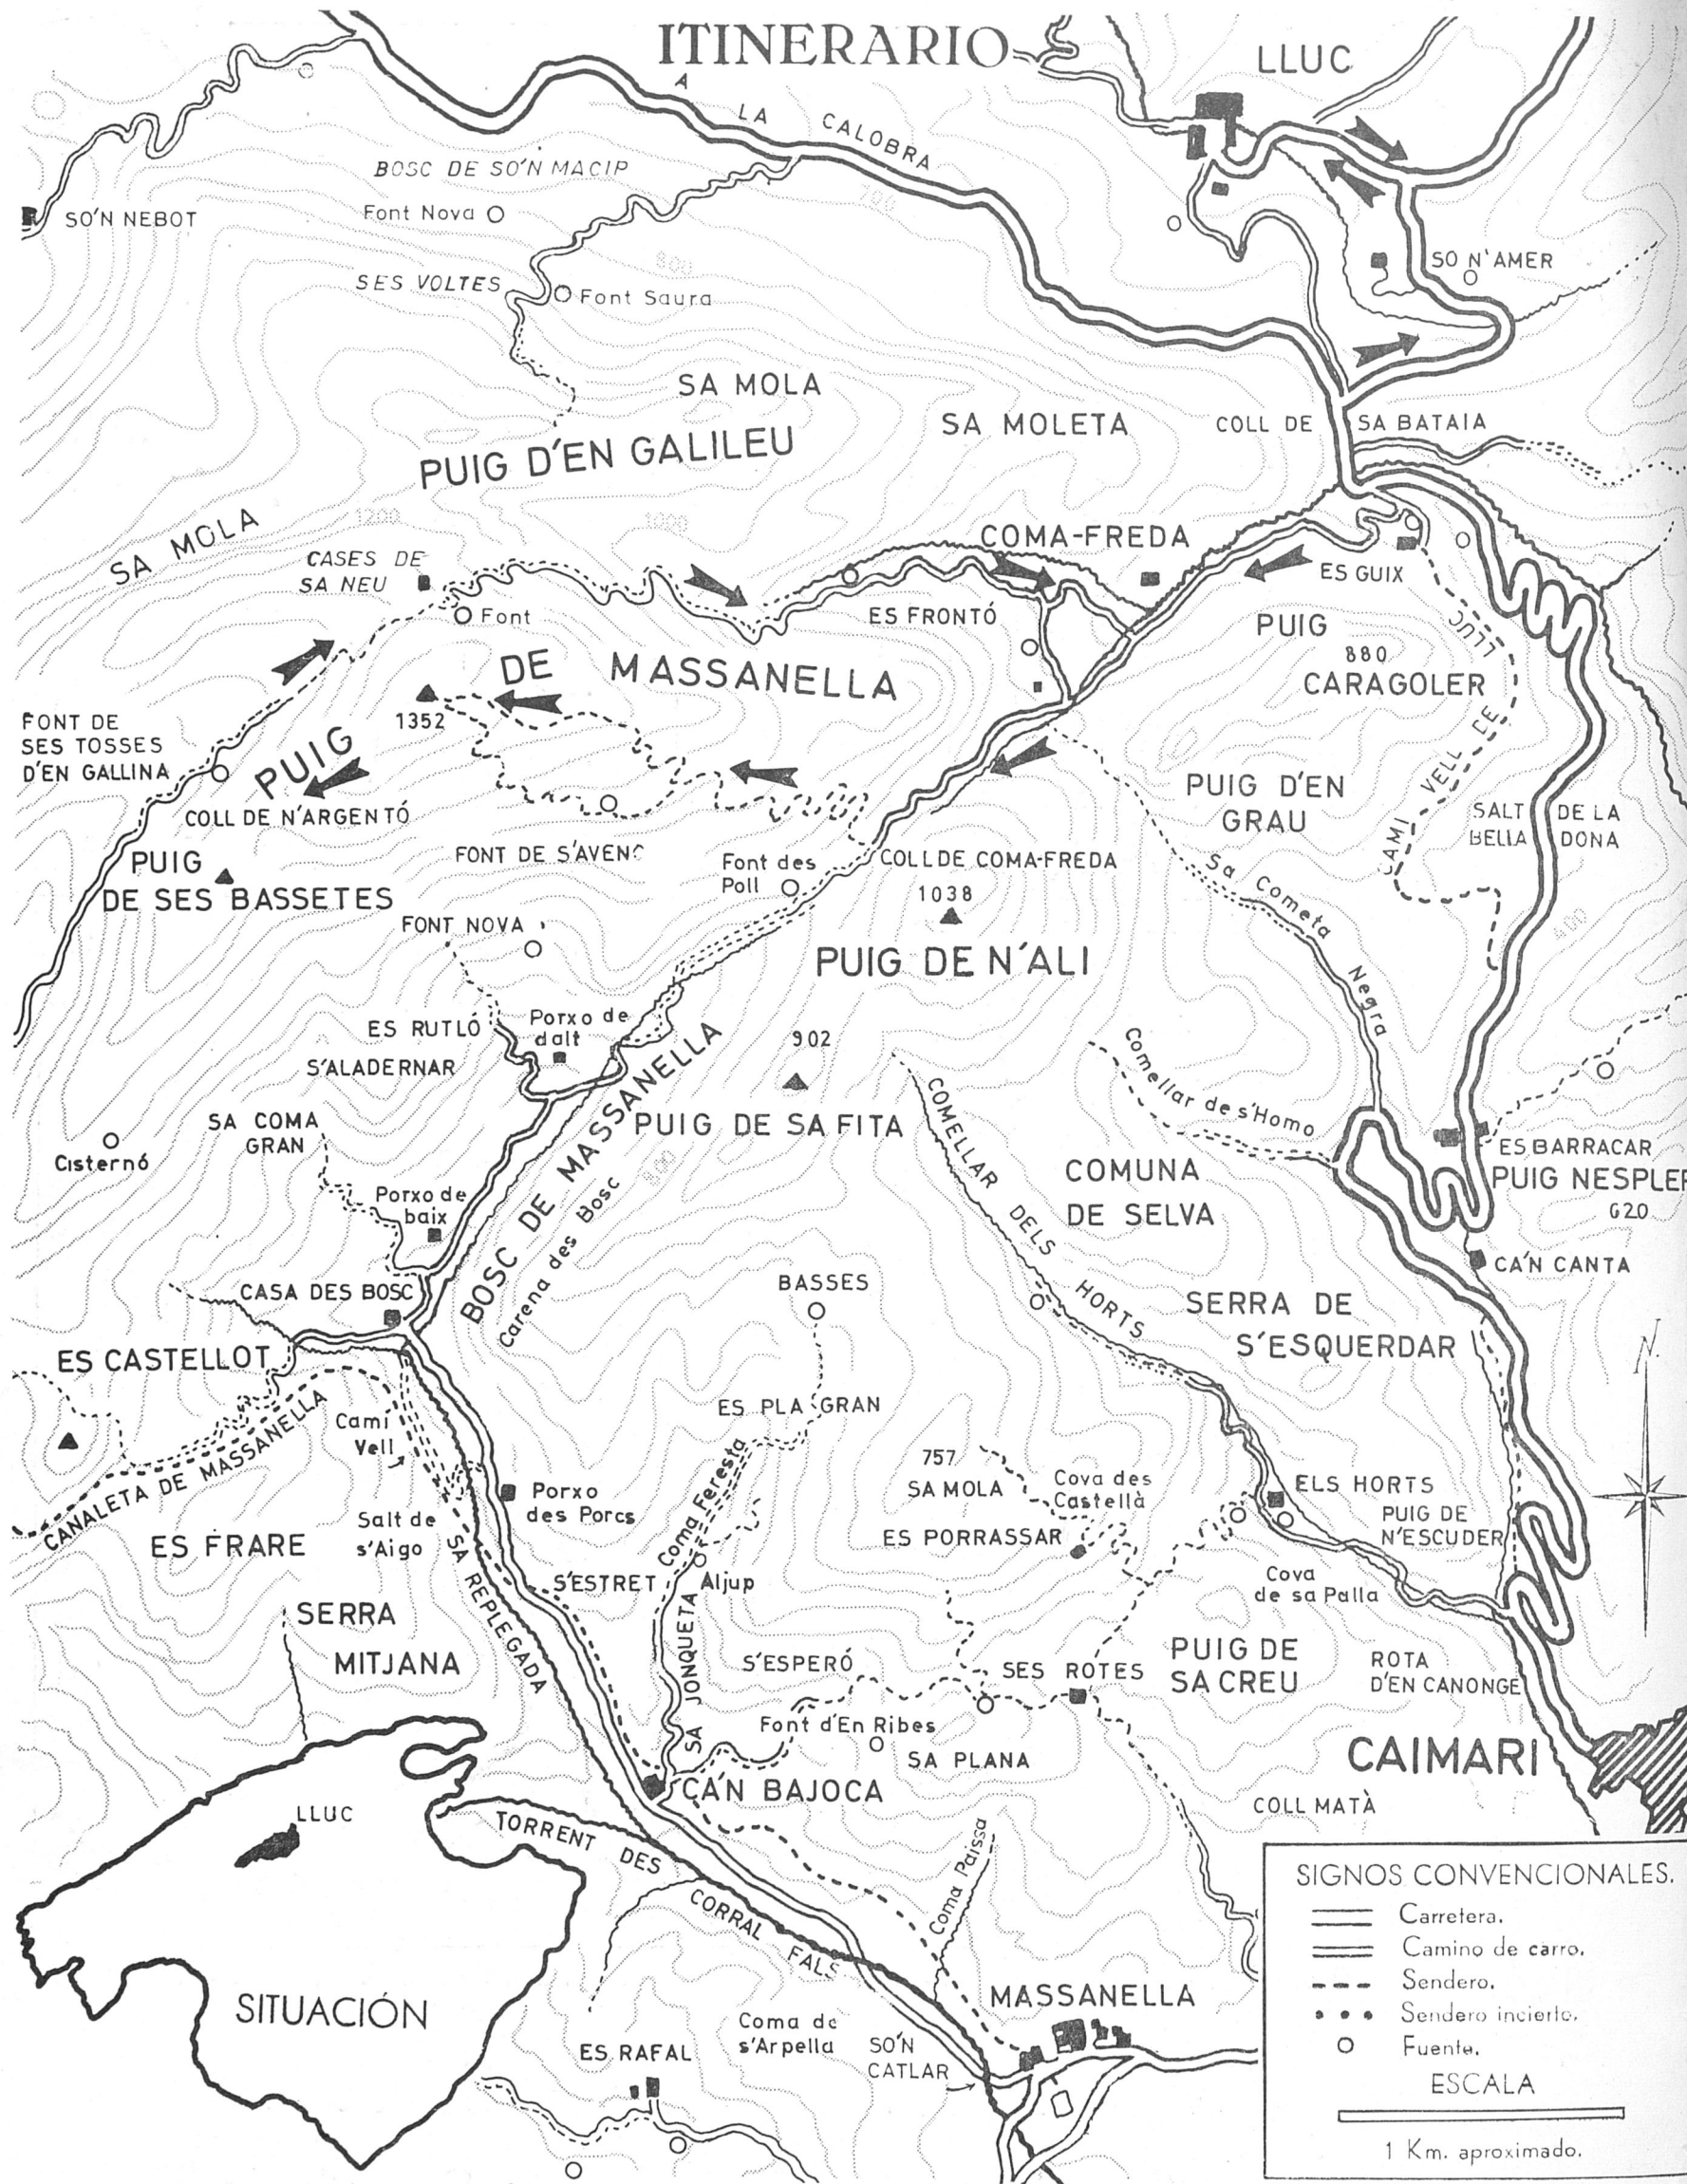 ITINERARIO
LLUC
A LA CALOBRA
BOSC DE SO'N MACIP
Font Nova
SO'N NEBOT
700
SO N'AMER
800
SES VOLTES
Font Saura
SA MOLA
SA MOLETA
COLL DE SA BATAIA
PUIG D'EN GALILEU
1200
1000
SA MOLA
COMA-FREDA
CASES DE
SA NEU
ES GUIX
Font
ES FRONTÓ
PUIG
880
CARAGOLER
PUIG DE MASSANELLA
1352
CAMI VELL DE LLUC
FONT DE
SES TOSSES
D'EN GALLINA
COLL DE N'ARGENTÓ
PUIG D'EN
GRAU
SALT DE LA
BELLA DONA
PUIG
DE SES BASSETES
FONT DE S'AVENC
Font des
Poll
COLL DE COMA-FREDA
1038
Sa Cometa Negra
FONT NOVA
PUIG DE N'ALI
600
ES RUTLÓ
Porxo de
dalt
S'ALADERNAR
902
PUIG DE SA FITA
Comellar de s'Homo
SA COMA
GRAN
Cisternó
BOSC DE MASSANELLA
800
Carena des Bosc
COMELLAR DELS HORTS
COMUNA
DE SELVA
ES BARRACAR
PUIG NESPLER
620
Porxo de
baix
CA'N CANTA
CASA DES BOSC
BASSES
SERRA DE
S'ESQUERDAR
ES CASTELLOT
N.
CANALETA DE MASSANELLA
Camí
Vell
ES PLA GRAN
Coma Feresta
757
SA MOLA
Cova des
Castellà
ELS HORTS
Porxo
des Porcs
PUIG DE
N'ESCUDER
ES FRARE
Salt de
s'Aigo
ES PORRASSAR
SA REPLEGADA
S'ESTRET
Aljup
Cova
de sa Palla
SERRA
MITJANA
SA JONQUETA
S'ESPERÓ
SES ROTES
PUIG DE
SA CREU
ROTA
D'EN CANONGE
Font d'En Ribes
SA PLANA
CAIMARI
CA'N BAJOCA
COLL MATÀ
LLUC
TORRENT DES CORRAL FALS
Coma Paissa
SITUACIÓN
MASSANELLA
ES RAFAL
Coma de
s'Arpella
SO'N
CATLAR
SIGNOS CONVENCIONALES.
Carretera.
Camino de carro.
Sendero.
Sendero incierto.
Fuente.
ESCALA
1 Km. aproximado.